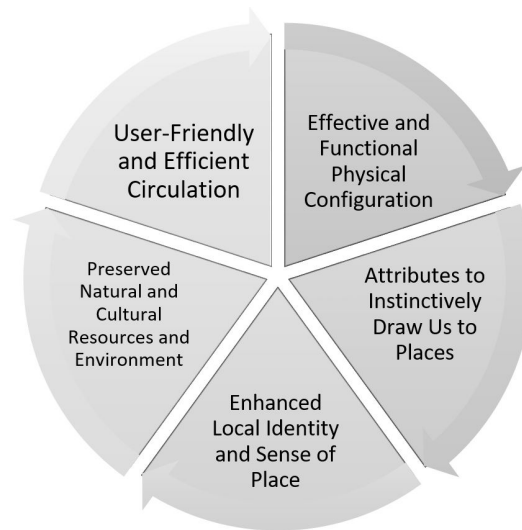 User-Friendly
and Efficient
Circulation
Effective and
Functional
Physical
Configuration
Attributes to
Instinctively
Draw Us to
Places
Enhanced
Local Identity
and Sense of
Place
Preserved
Natural and
Cultural
Resources and
Environment